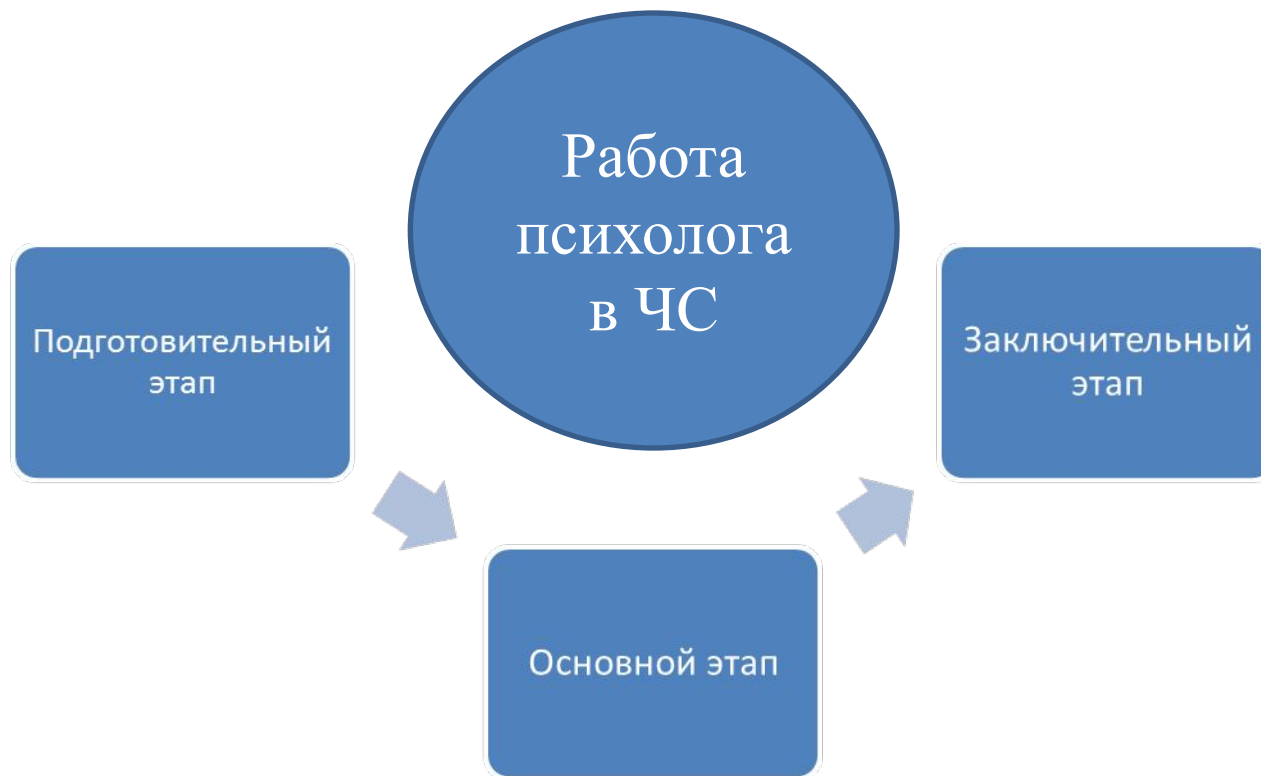 Работа
психолога
в ЧС
Подготовительный
этап
Основной этап
Заключительный
этап